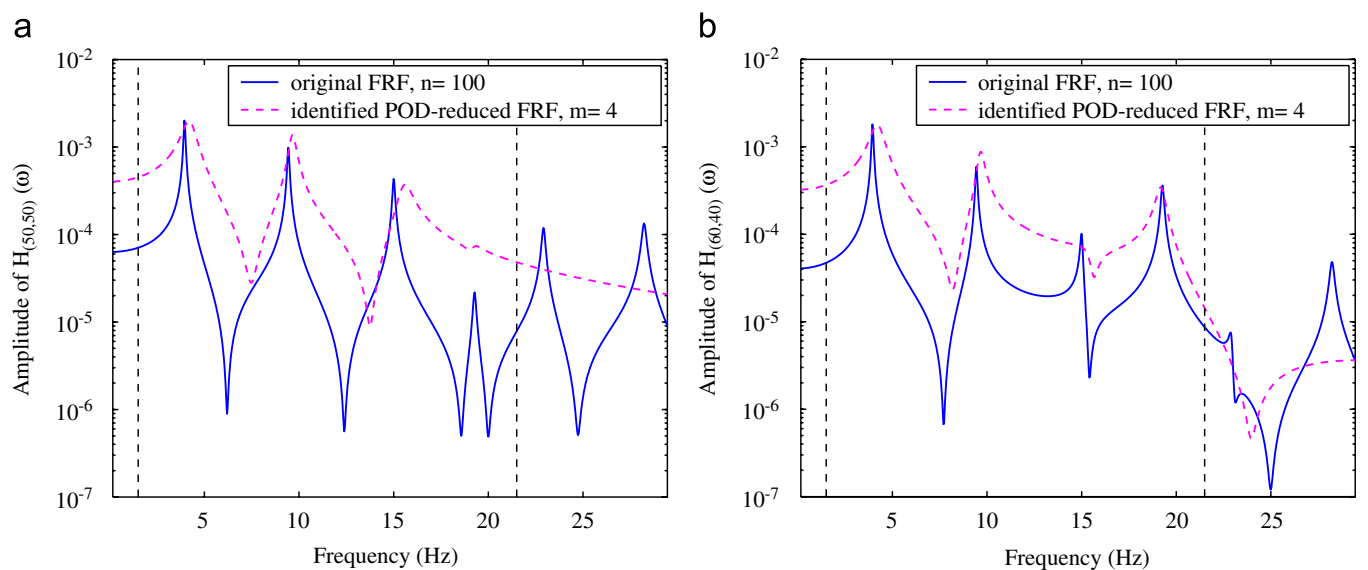 a
10^-2
10^-3
10^-4
10^-5
10^-6
10^-7
Amplitude of H_(50,50) (ω)
original FRF, n= 100
identified POD-reduced FRF, m= 4
5 10 15 20 25
Frequency (Hz)
b
10^-2
10^-3
10^-4
10^-5
10^-6
10^-7
Amplitude of H_(60,40) (ω)
original FRF, n= 100
identified POD-reduced FRF, m= 4
5 10 15 20 25
Frequency (Hz)